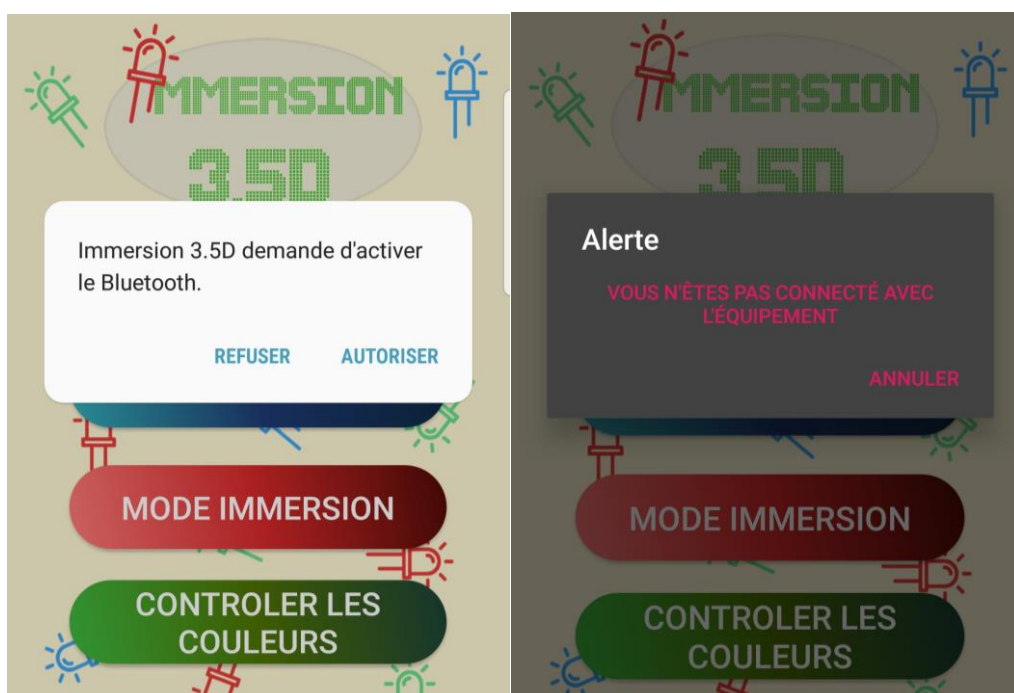 IMMERSION
3.5D
Immersion 3.5D demande d'activer
le Bluetooth.
REFUSER AUTORISER
MODE IMMERSION
CONTROLER LES
COULEURS
IMMERSION
3.5D
Alerte
VOUS N'ÊTES PAS CONNECTÉ AVEC
L'ÉQUIPEMENT
ANNULER
MODE IMMERSION
CONTROLER LES
COULEURS